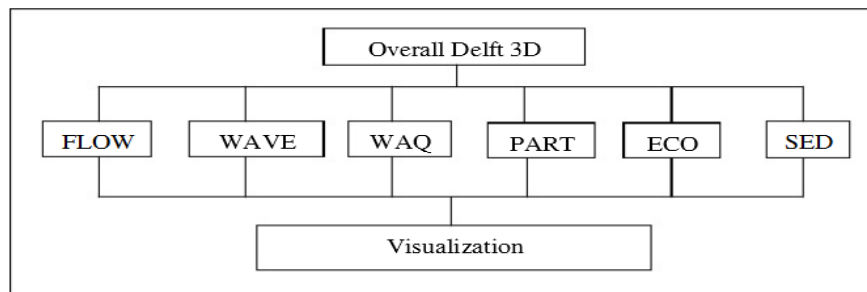 Overall Delft 3D
FLOW WAVE WAQ PART ECO SED
Visualization